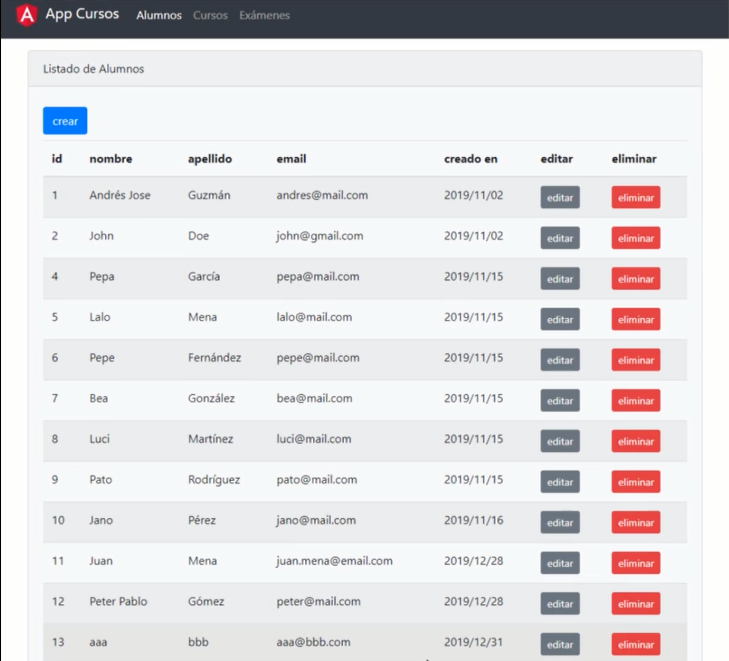 App Cursos Alumnos Cursos Exámenes
Listado de Alumnos
crear
id nombre apellido email creado en editar eliminar
1 Andrés Jose Guzmán andres@mail.com 2019/11/02 editar eliminar
2 John Doe john@gmail.com 2019/11/02 editar eliminar
4 Pepa García pepa@mail.com 2019/11/15 editar eliminar
5 Lalo Mena lalo@mail.com 2019/11/15 editar eliminar
6 Pepe Fernández pepe@mail.com 2019/11/15 editar eliminar
7 Bea González bea@mail.com 2019/11/15 editar eliminar
8 Luci Martínez luci@mail.com 2019/11/15 editar eliminar
9 Pato Rodríguez pato@mail.com 2019/11/15 editar eliminar
10 Jano Pérez jano@mail.com 2019/11/16 editar eliminar
11 Juan Mena juan.mena@email.com 2019/12/28 editar eliminar
12 Peter Pablo Gómez peter@mail.com 2019/12/28 editar eliminar
13 aaa bbb aaa@bbb.com 2019/12/31 editar eliminar